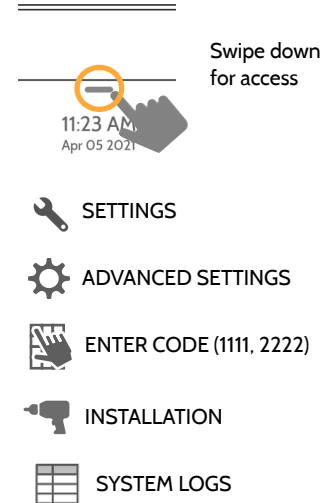 Swipe down
for access
11:23 AM
Apr 05 2021
SETTINGS
ADVANCED SETTINGS
ENTER CODE (1111, 2222)
INSTALLATION
SYSTEM LOGS